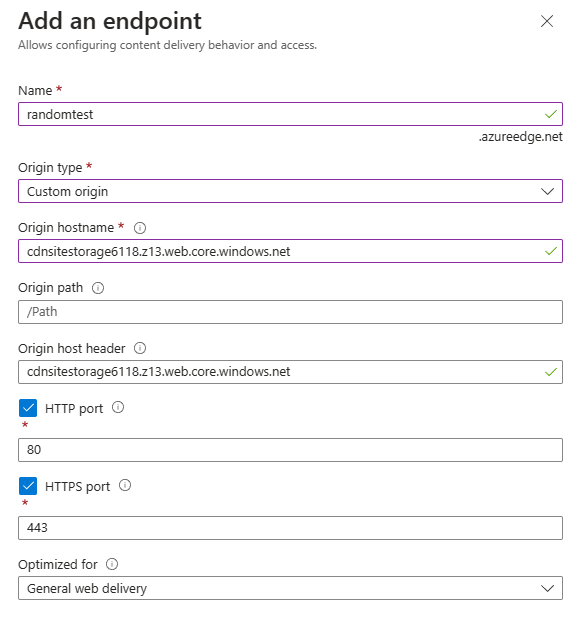 Add an endpoint
Allows configuring content delivery behavior and access.
Name *
randomtest
.azureedge.net
Origin type *
Custom origin
Origin hostname *
cdnsitestorage6118.z13.web.core.windows.net
Origin path
/Path
Origin host header
cdnsitestorage6118.z13.web.core.windows.net
HTTP port
*
80
HTTPS port
*
443
Optimized for
General web delivery